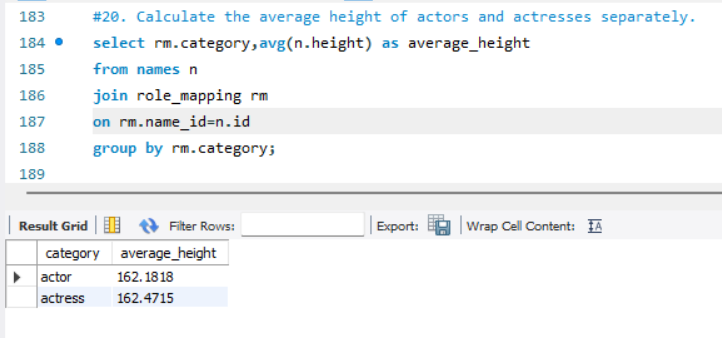 183 #20. Calculate the average height of actors and actresses separately.
184 select rm.category,avg(n.height) as average_height
185 from names n
186 join role_mapping rm
187 on rm.name_id=n.id
188 group by rm.category;
189
Result Grid Filter Rows: Export: Wrap Cell Content: IA
category average_height
actor 162.1818
actress 162.4715